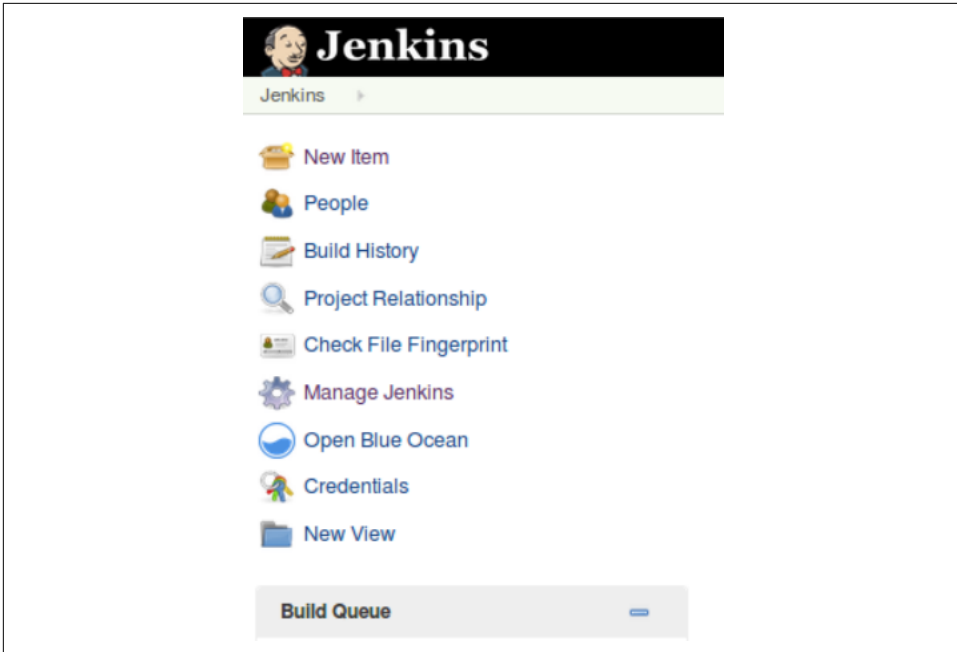 Jenkins
Jenkins
New Item
People
Build History
Project Relationship
Check File Fingerprint
Manage Jenkins
Open Blue Ocean
Credentials
New View
Build Queue